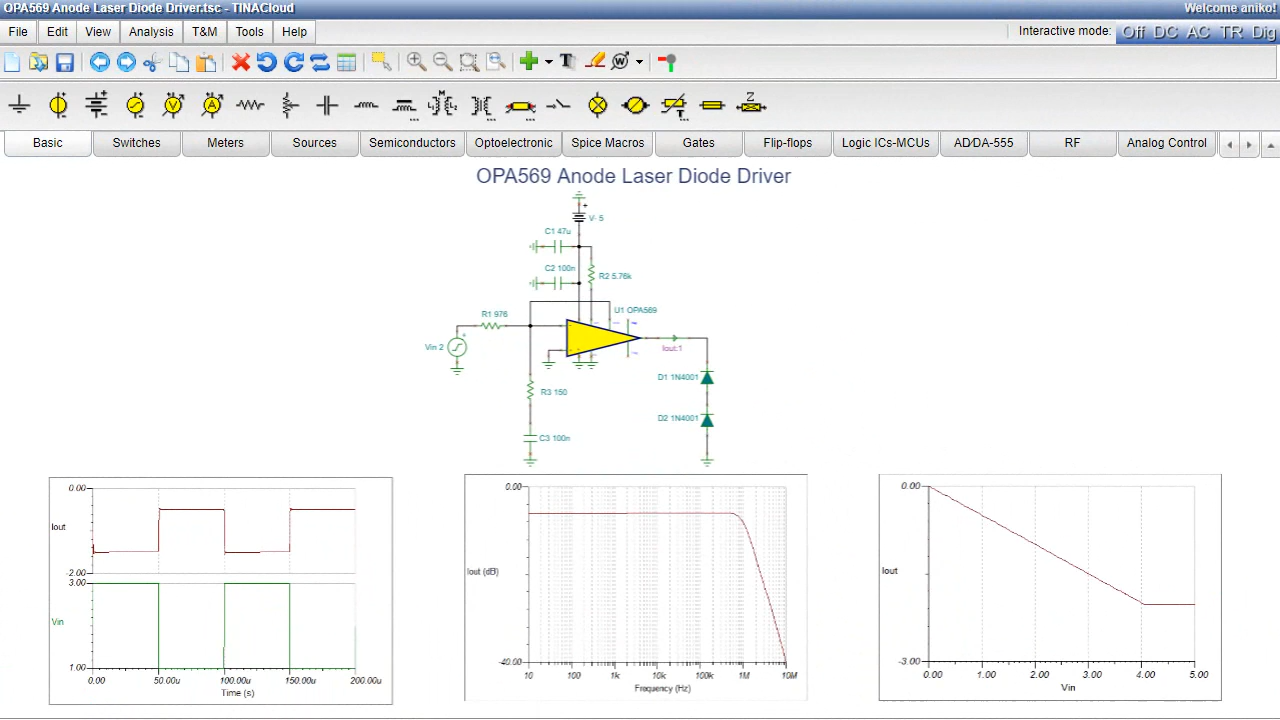 OPA569 Anode Laser Diode Driver.tsc - TINACloud
Welcome aniko!
File Edit View Analysis T&M Tools Help
Interactive mode: Off DC AC TR Dig
Basic Switches Meters Sources Semiconductors Optoelectronic Spice Macros Gates Flip-flops Logic ICs-MCUs AD/DA-555 RF Analog Control
OPA569 Anode Laser Diode Driver
V- 5
C1 47u
C2 100n
R2 5.76k
R1 976
U1 OPA569
Vin 2
Iout:1
D1 1N4001
R3 150
D2 1N4001
C3 100n
0.00
Iout
2.00
3.00
Vin
1.00
0.00 50.00u 100.00u 150.00u 200.00u
Time (s)
0.00
Iout (dB)
-40.00
10 100 1k 10k 100k 1M 10M
Frequency (Hz)
0.00
Iout
-3.00
0.00 1.00 2.00 3.00 4.00 5.00
Vin